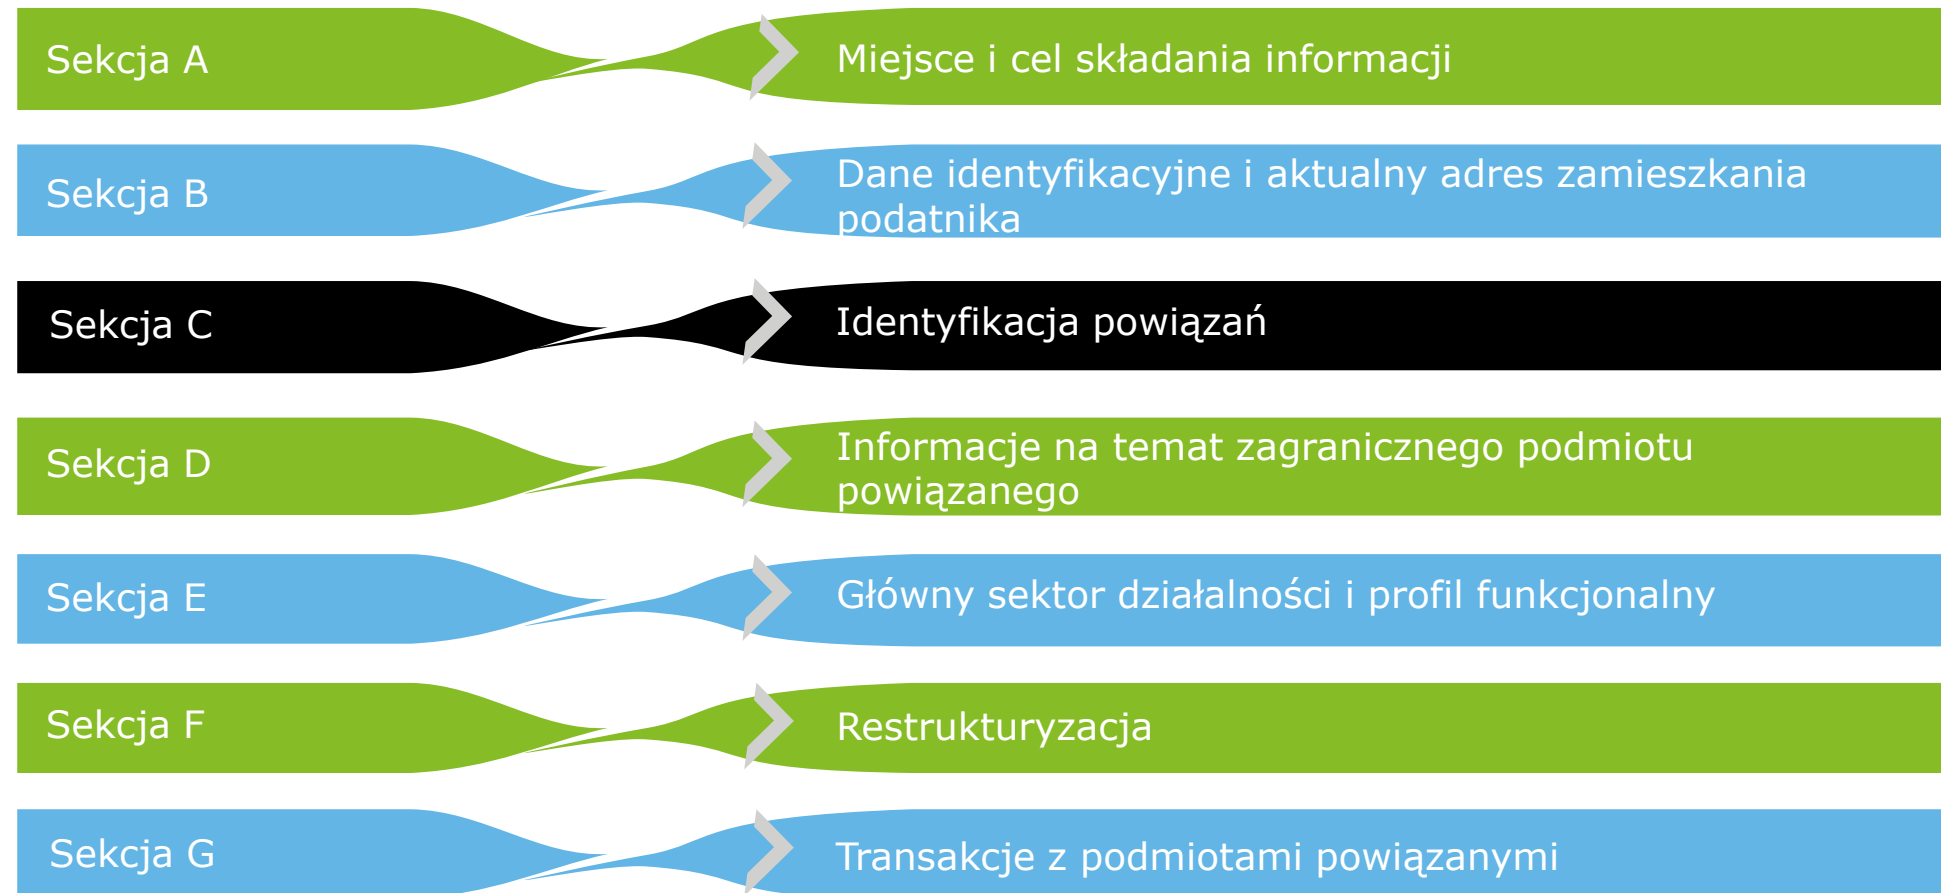 Sekcja A
Miejsce i cel składania informacji
Sekcja B
Dane identyfikacyjne i aktualny adres zamieszkania
podatnika
Sekcja C
Identyfikacja powiązań
Sekcja D
Informacje na temat zagranicznego podmiotu
powiązanego
Sekcja E
Główny sektor działalności i profil funkcjonalny
Sekcja F
Restrukturyzacja
Sekcja G
Transakcje z podmiotami powiązanymi